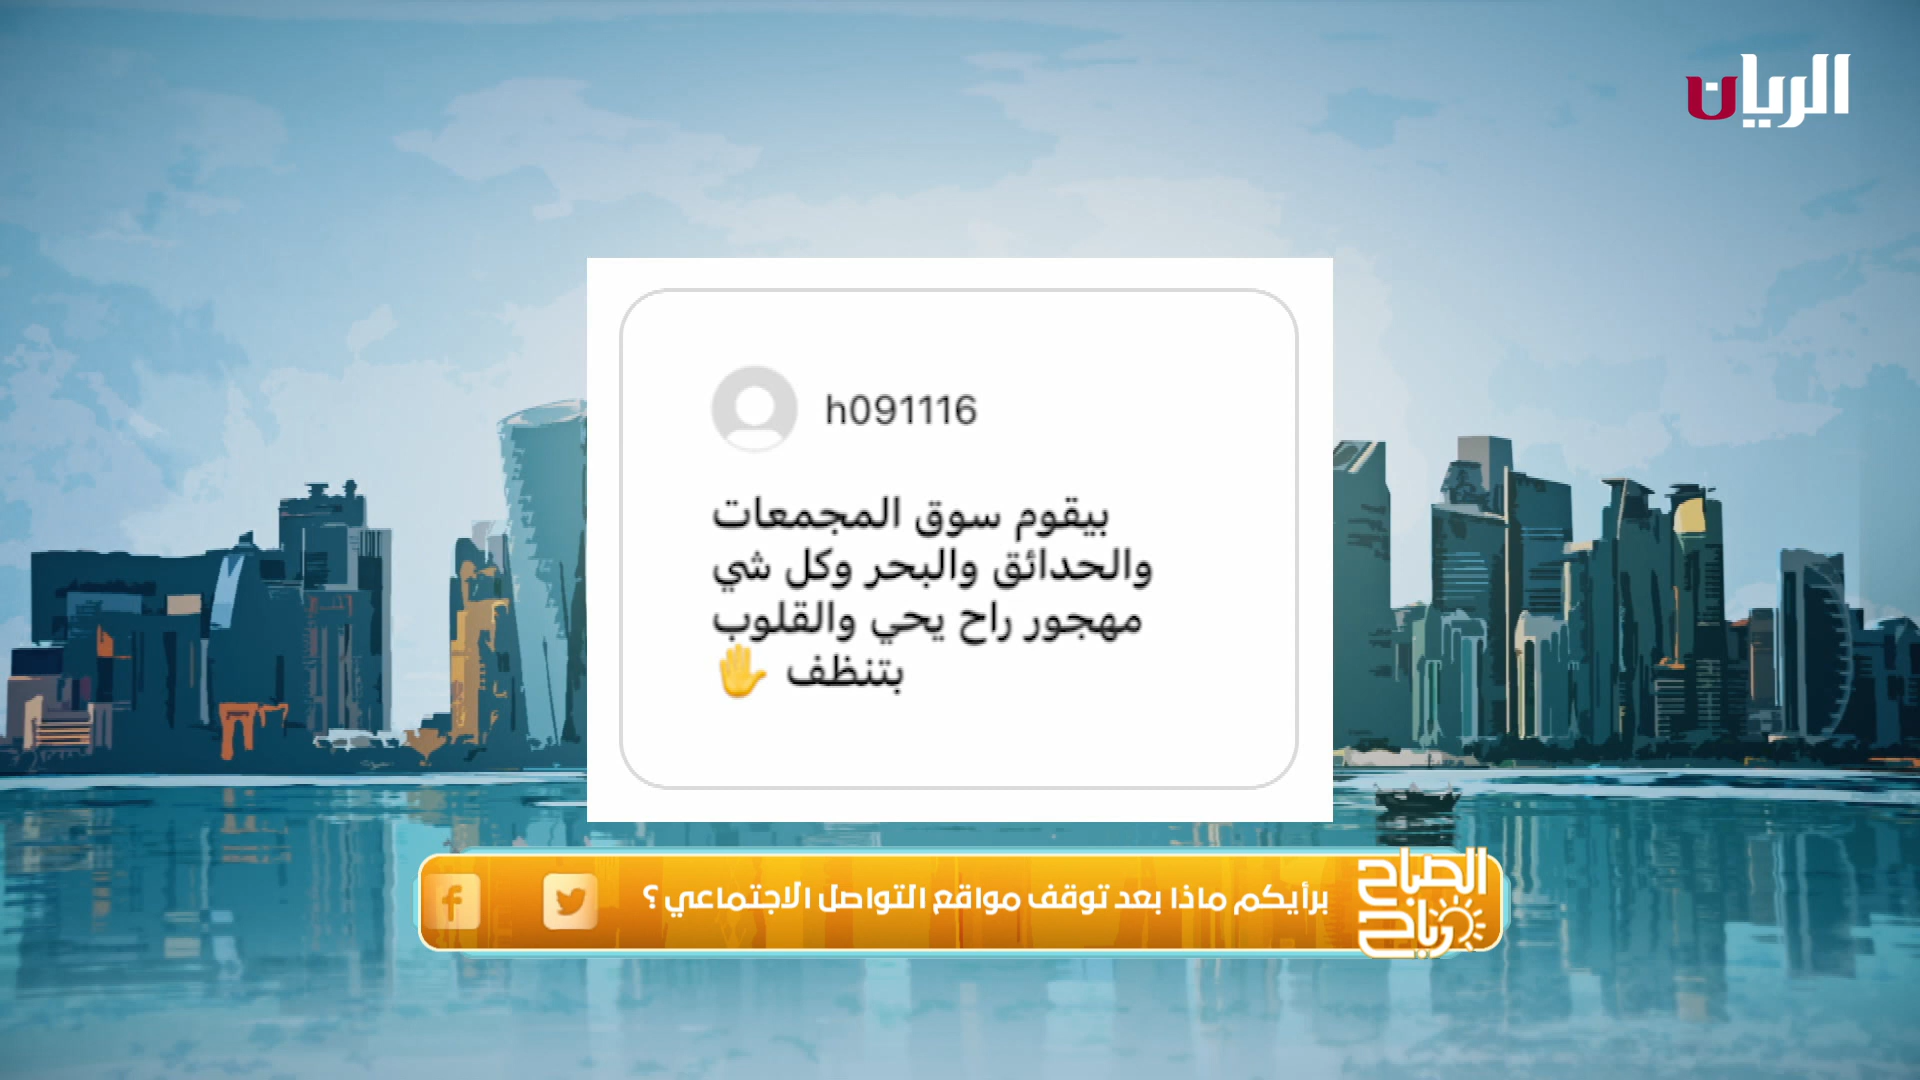 الريان
h091116
بيقوم سوق المجمعات
والحدائق والبحر وكل شي
مهجور راح يحي والقلوب
بتنظف ✋
الصباح
رباح
برأيكم ماذا بعد توقف مواقع التواصل الاجتماعي ؟